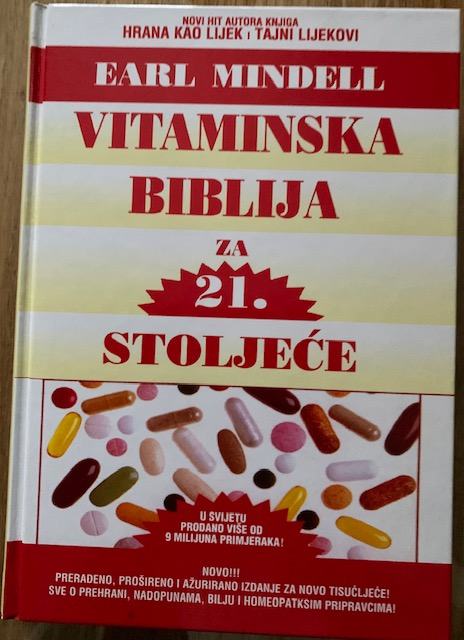 NOVI HIT AUTORA KNJIGA
HRANA KAO LIJEK I TAJNI LIJEKOVI
EARL MINDELL
VITAMINSKA
BIBLIJA
ZA
21.
STOLJEĆE
U SVIJETU
PRODANO VIŠE OD
9 MILIJUNA PRIMJERAKA!
NOVO!!!
PRERAĐENO, PROŠIRENO I AŽURIRANO IZDANJE ZA NOVO TISUĆLJEĆE!
SVE O PREHRANI, NADOPUNAMA, BILJU I HOMEOPATKSIM PRIPRAVCIMA!